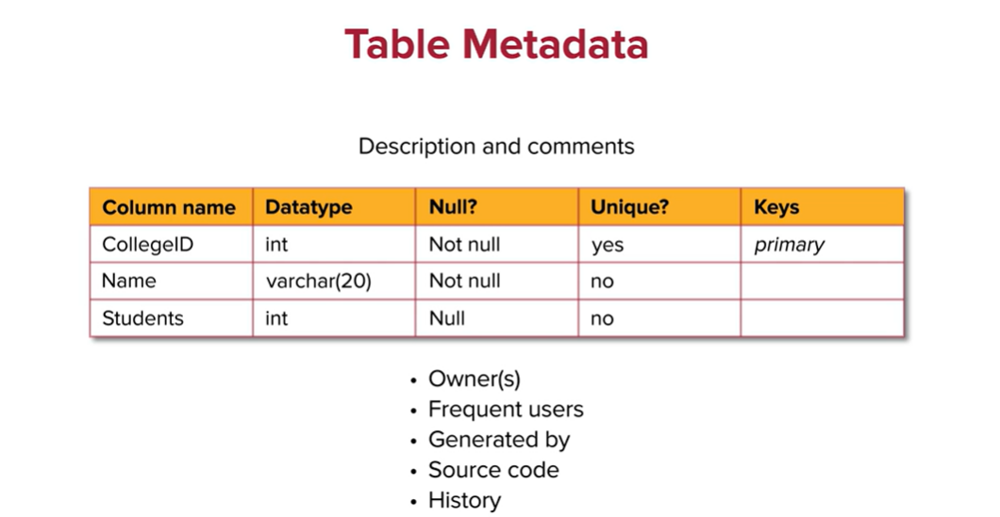 Table Metadata
Description and comments
Column name Datatype Null? Unique? Keys
CollegeID int Not null yes primary
Name varchar(20) Not null no
Students int Null no
• Owner(s)
• Frequent users
• Generated by
• Source code
• History